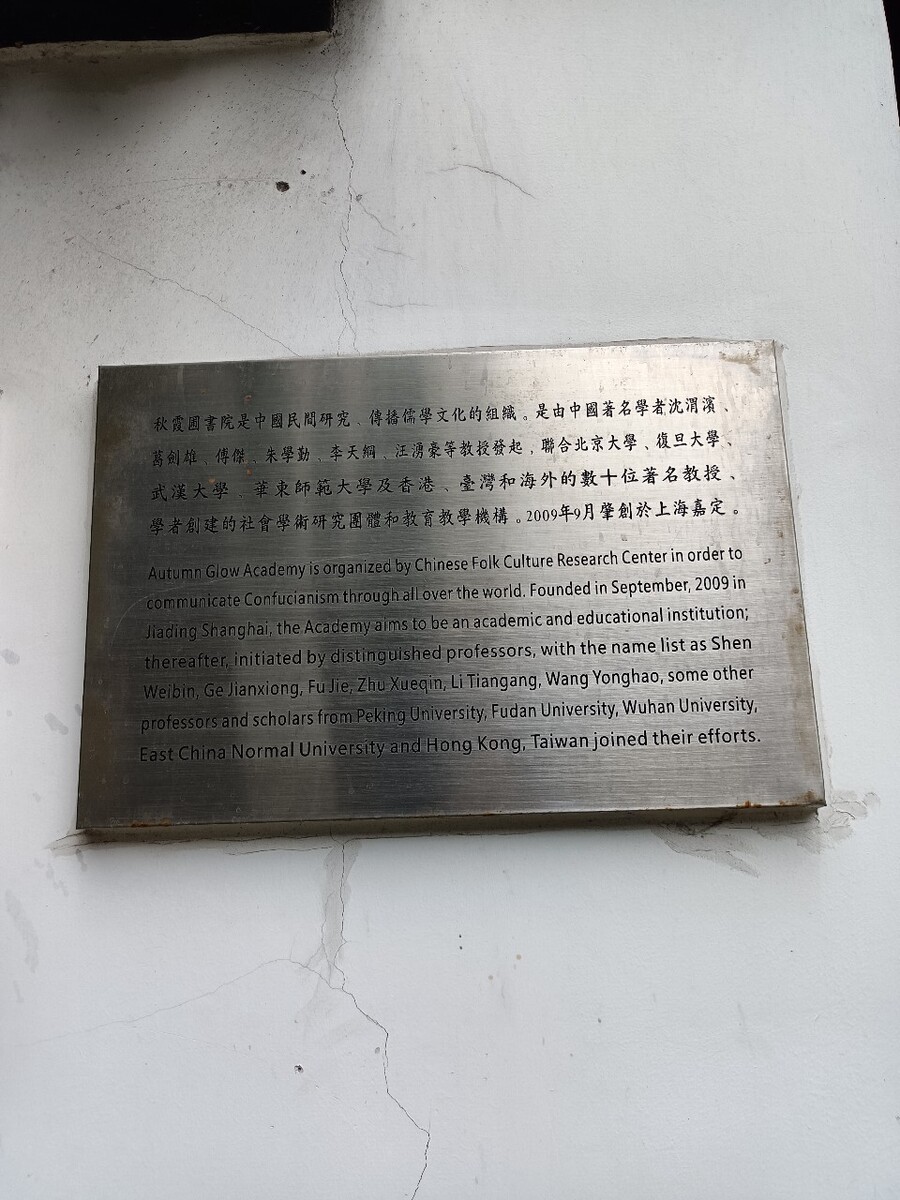 秋霞圃書院是中國民間研究、傳播儒學文化的組織。是由中國著名學者沈渭濱、
葛劍雄、傅傑、朱學勤、李天綱、汪湧豪等教授發起，聯合北京大學、復旦大學、
武漢大學、華東師範大學及香港、臺灣和海外的數十位著名教授、
學者創建的社會學術研究團體和教育教學機構。2009年9月肇創於上海嘉定。
Autumn Glow Academy is organized by Chinese Folk Culture Research Center in order to
communicate Confucianism through all over the world. Founded in September, 2009 in
Jiading Shanghai, the Academy aims to be an academic and educational institution;
thereafter, initiated by distinguished professors, with the name list as Shen
Weibin, Ge Jianxiong, Fu Jie, Zhu Xueqin, Li Tiangang, Wang Yonghao, some other
professors and scholars from Peking University, Fudan University, Wuhan University,
East China Normal University and Hong Kong, Taiwan joined their efforts.